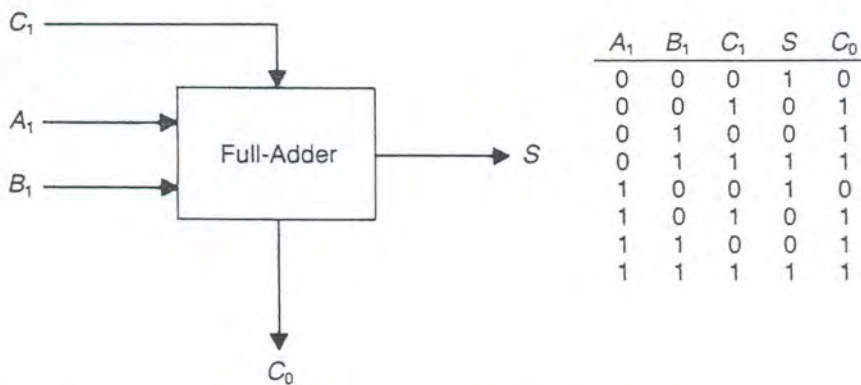 C₁
A₁
B₁
Full-Adder
S
C₀
A₁ B₁ C₁ S C₀
0 0 0 1 0
0 0 1 0 1
0 1 0 0 1
0 1 1 1 1
1 0 0 1 0
1 0 1 0 1
1 1 0 0 1
1 1 1 1 1